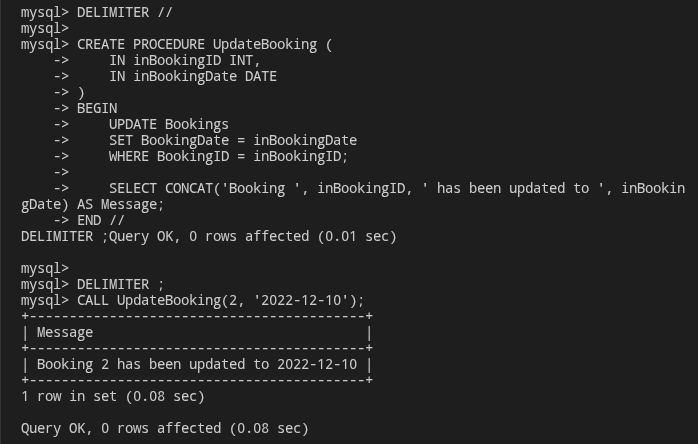 mysql> DELIMITER //
mysql>
mysql> CREATE PROCEDURE UpdateBooking (
    ->     IN inBookingID INT,
    ->     IN inBookingDate DATE
    -> )
    -> BEGIN
    ->     UPDATE Bookings
    ->     SET BookingDate = inBookingDate
    ->     WHERE BookingID = inBookingID;
    ->
    ->     SELECT CONCAT('Booking ', inBookingID, ' has been updated to ', inBookin
gDate) AS Message;
    -> END //
DELIMITER ;Query OK, 0 rows affected (0.01 sec)

mysql>
mysql> DELIMITER ;
mysql> CALL UpdateBooking(2, '2022-12-10');
+------------------------------------------+
| Message                                  |
+------------------------------------------+
| Booking 2 has been updated to 2022-12-10 |
+------------------------------------------+
1 row in set (0.08 sec)

Query OK, 0 rows affected (0.08 sec)